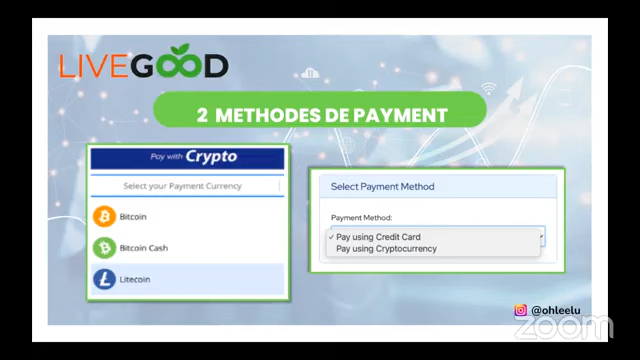 LIVEGOOD
2 METHODES DE PAYMENT
Pay with Crypto
Select your Payment Currency
Bitcoin
Bitcoin Cash
Litecoin
Select Payment Method
Payment Method:
✓ Pay using Credit Card
Pay using Cryptocurrency
@ohleelu
zoom